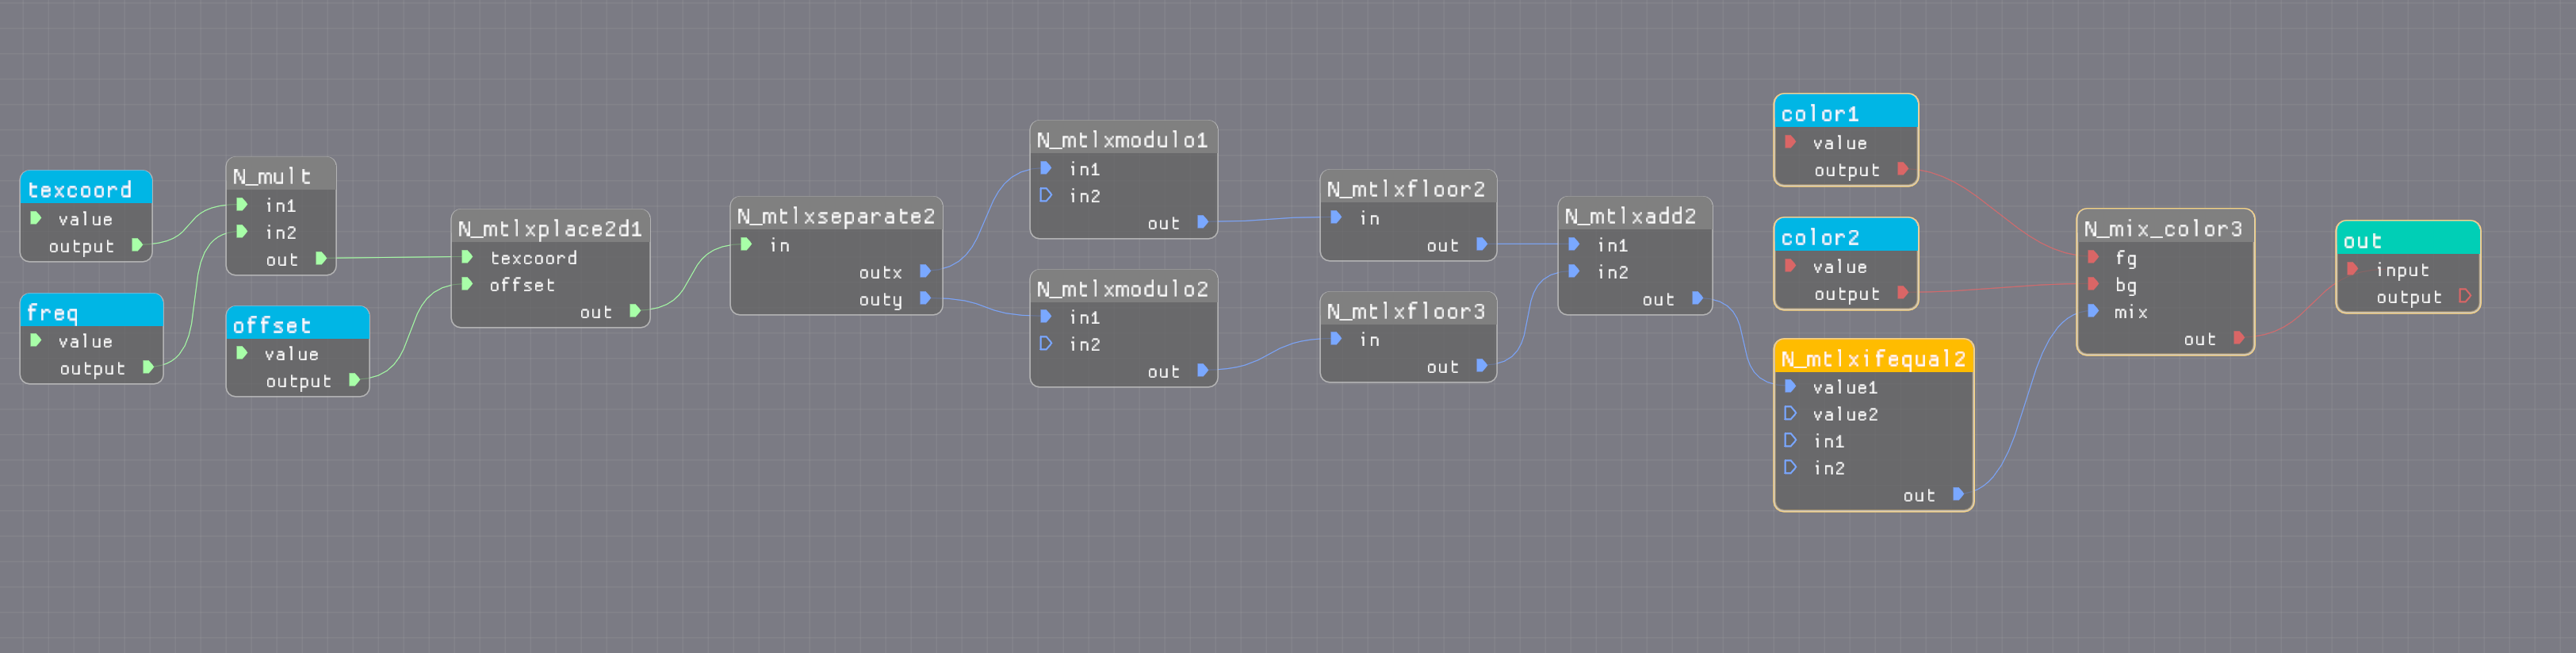 texcoord
value
output
freq
value
output
N_mult
in1
in2
out
offset
value
output
N_mtlxplace2d1
texcoord
offset
out
N_mtlxseparate2
in
outx
outy
N_mtlxmodulo1
in1
in2
out
N_mtlxmodulo2
in1
in2
out
N_mtlxfloor2
in
out
N_mtlxfloor3
in
out
N_mtlxadd2
in1
in2
out
color1
value
output
color2
value
output
N_mtlxifequal2
value1
value2
in1
in2
out
N_mix_color3
fg
bg
mix
out
out
input
output